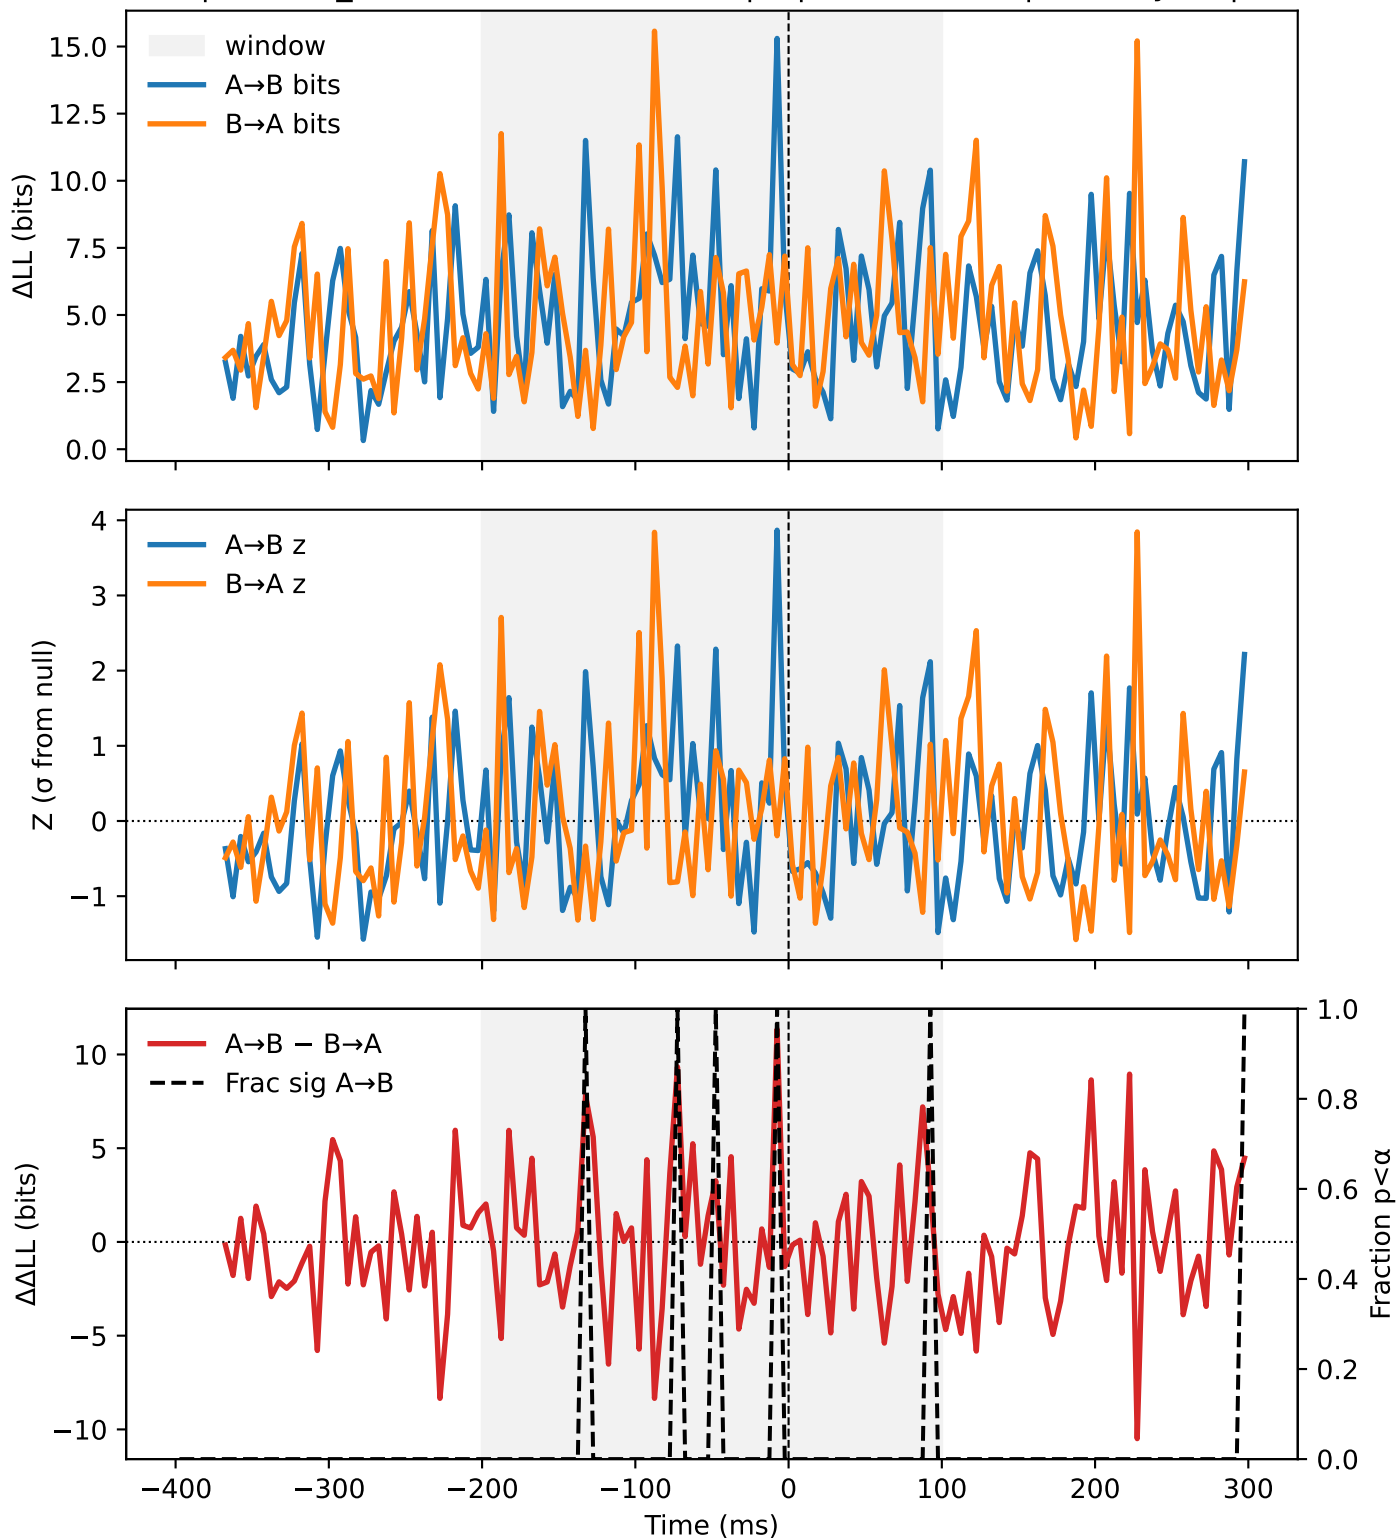 window
A→B bits
B→A bits
ΔLL (bits)
15.0
12.5
10.0
7.5
5.0
2.5
0.0
A→B z
B→A z
Z (σ from null)
4
3
2
1
0
−1
A→B − B→A
Frac sig A→B
ΔΔLL (bits)
10
5
0
−5
−10
1.0
0.8
0.6
0.4
0.2
0.0
Fraction p<α
−400 −300 −200 −100 0 100 200 300
Time (ms)